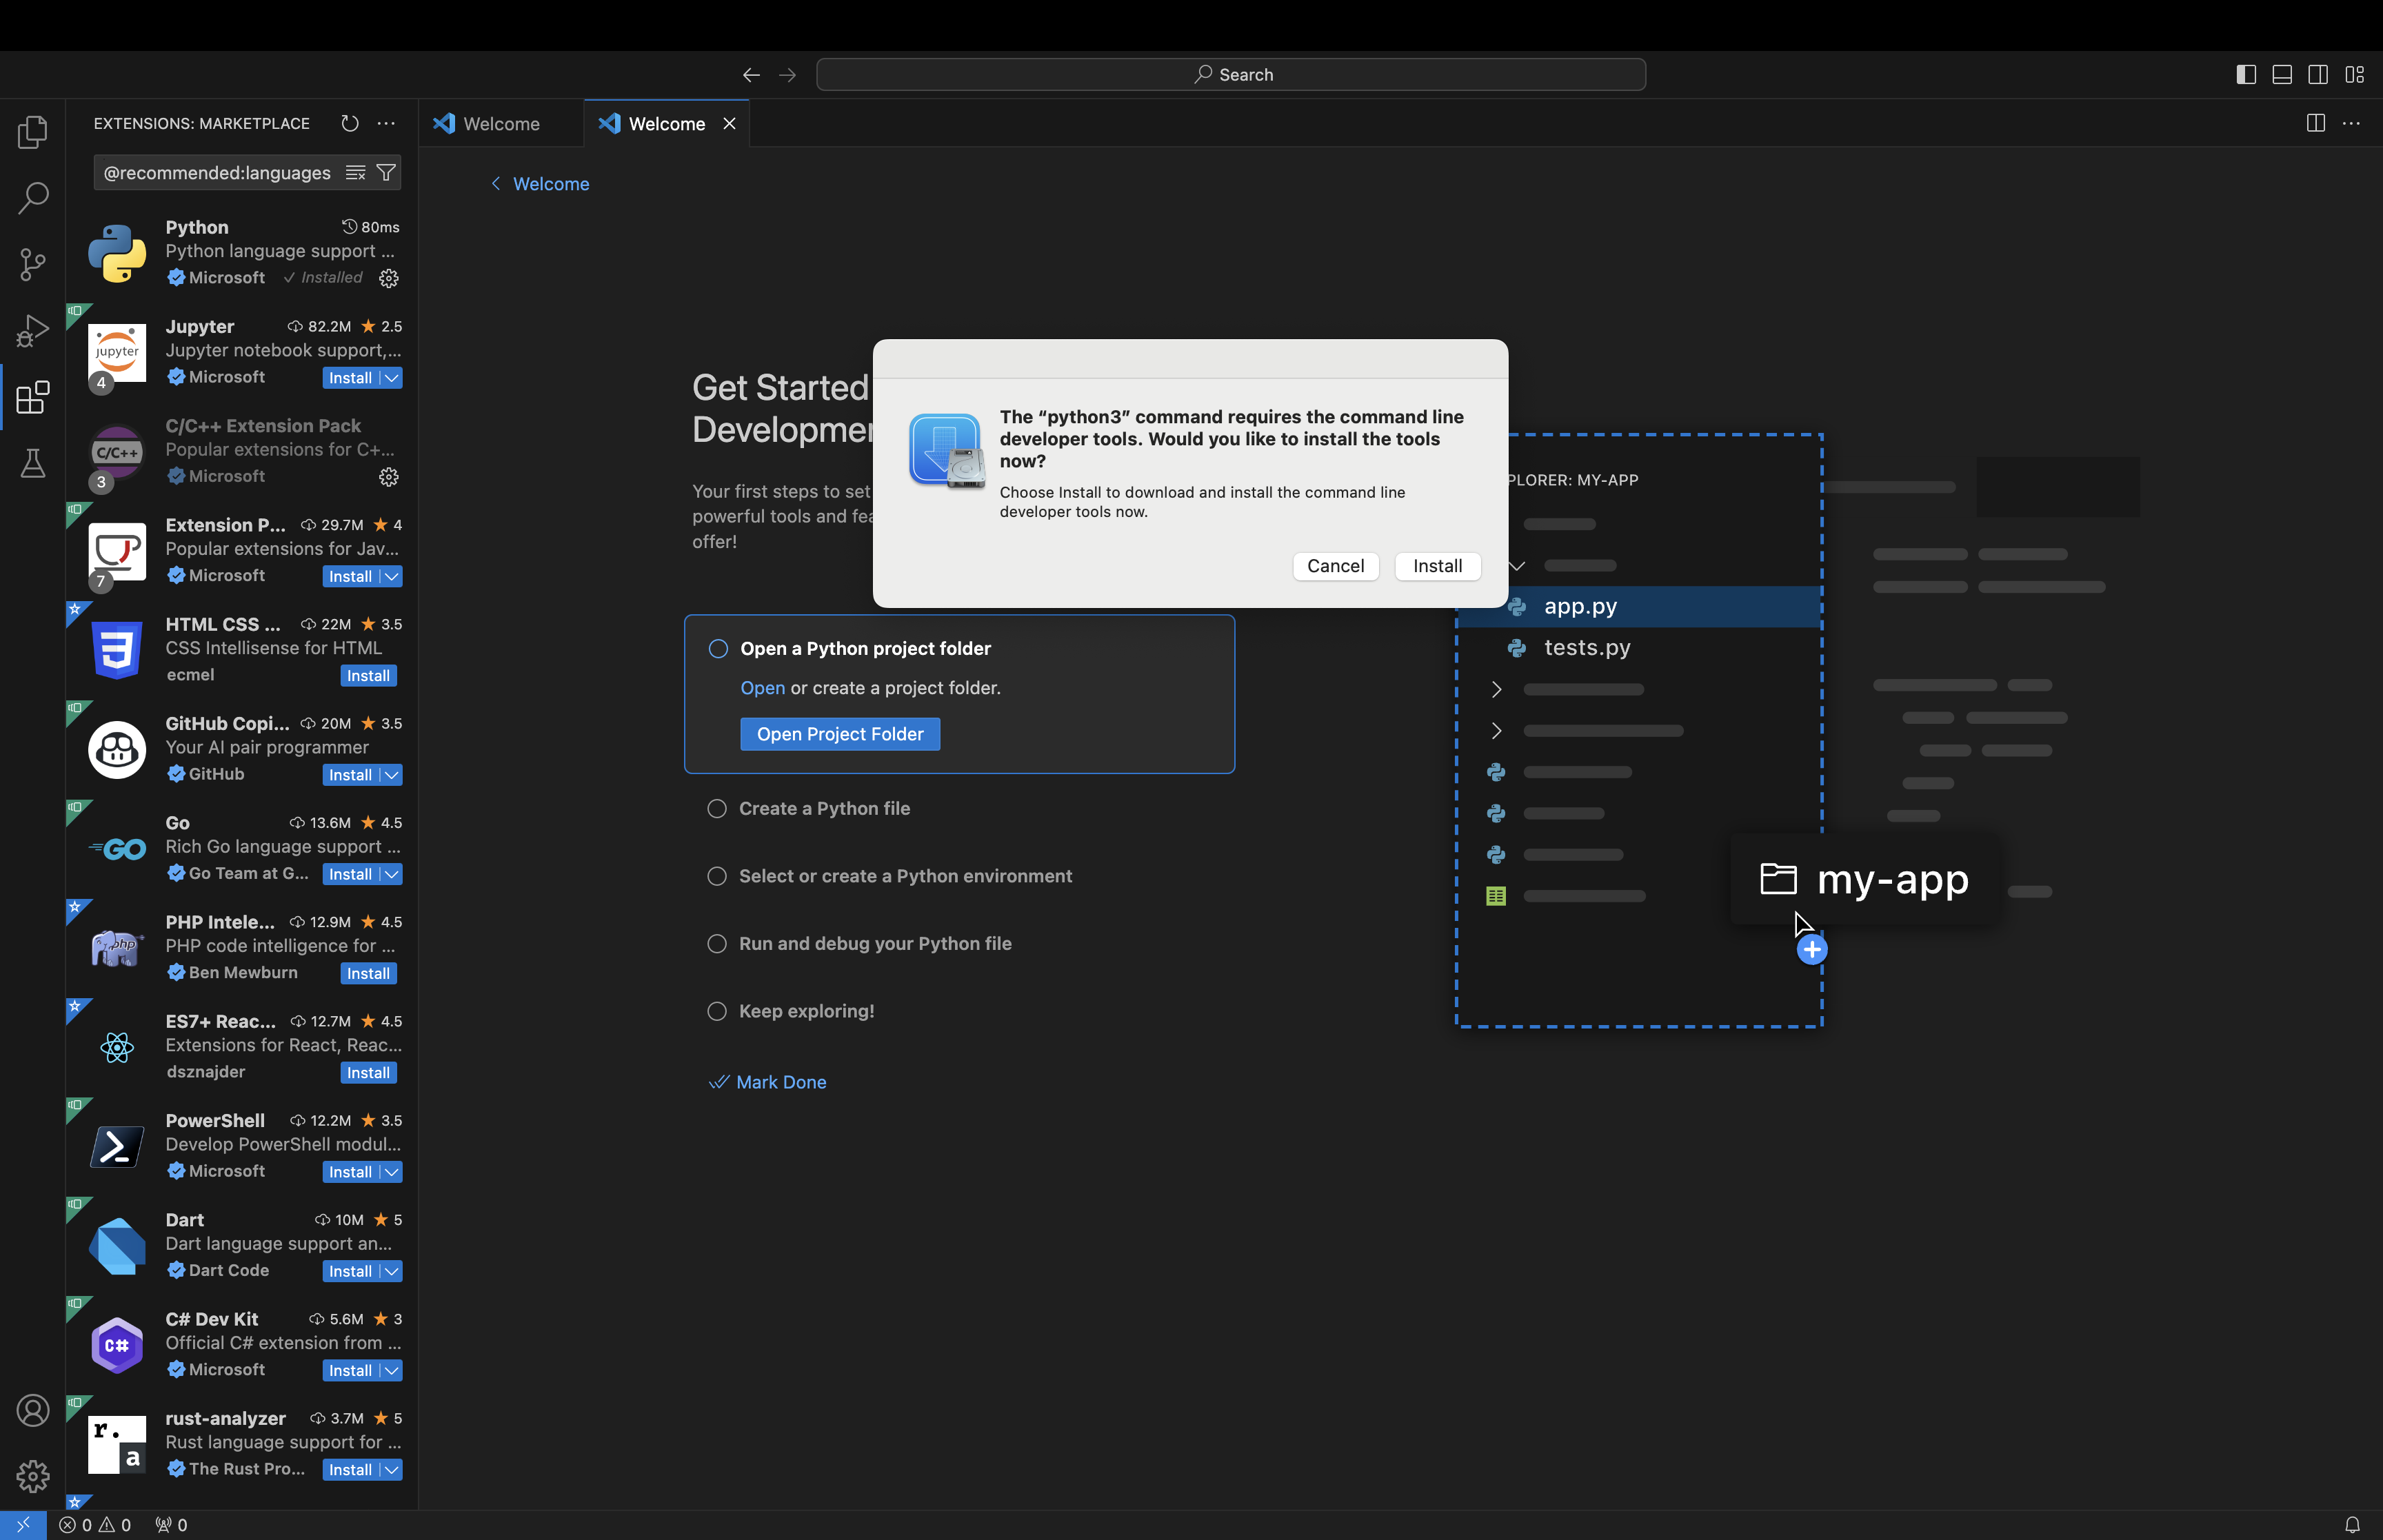 Search
EXTENSIONS: MARKETPLACE
@recommended:languages
Python 80ms
Python language support ...
Microsoft Installed
Jupyter 82.2M 2.5
Jupyter notebook support,...
Microsoft Install
jupyter
4
C/C++ Extension Pack
Popular extensions for C+...
Microsoft
C/C++
3
Extension P... 29.7M 4
Popular extensions for Jav...
Microsoft Install
7
HTML CSS ... 22M 3.5
CSS Intellisense for HTML
ecmel Install
GitHub Copi... 20M 3.5
Your AI pair programmer
GitHub Install
Go 13.6M 4.5
Rich Go language support ...
Go Team at G... Install
GO
PHP Intele... 12.9M 4.5
PHP code intelligence for ...
Ben Mewburn Install
php
ES7+ Reac... 12.7M 4.5
Extensions for React, Reac...
dsznajder Install
PowerShell 12.2M 3.5
Develop PowerShell modul...
Microsoft Install
Dart 10M 5
Dart language support an...
Dart Code Install
C# Dev Kit 5.6M 3
Official C# extension from ...
Microsoft Install
C#
rust-analyzer 3.7M 5
Rust language support for ...
The Rust Pro... Install
r.
a
0 0 0
Welcome
Welcome
Welcome
Get Started
Developmen
Your first steps to set
powerful tools and fea
offer!
The “python3” command requires the command line
developer tools. Would you like to install the tools
now?
Choose Install to download and install the command line
developer tools now.
Cancel Install
Open a Python project folder
Open or create a project folder.
Open Project Folder
Create a Python file
Select or create a Python environment
Run and debug your Python file
Keep exploring!
Mark Done
PLORER: MY-APP
app.py
tests.py
my-app